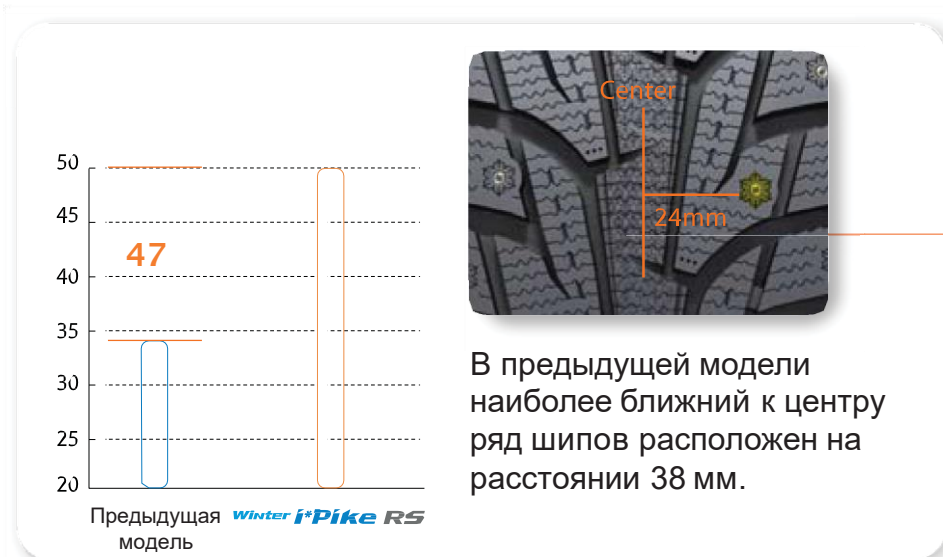 50
45
40
35
30
25
20
47
Предыдущая
модель
Winter i*Pike RS
Center
24mm
В предыдущей модели
наиболее ближний к центру
ряд шипов расположен на
расстоянии 38 мм.